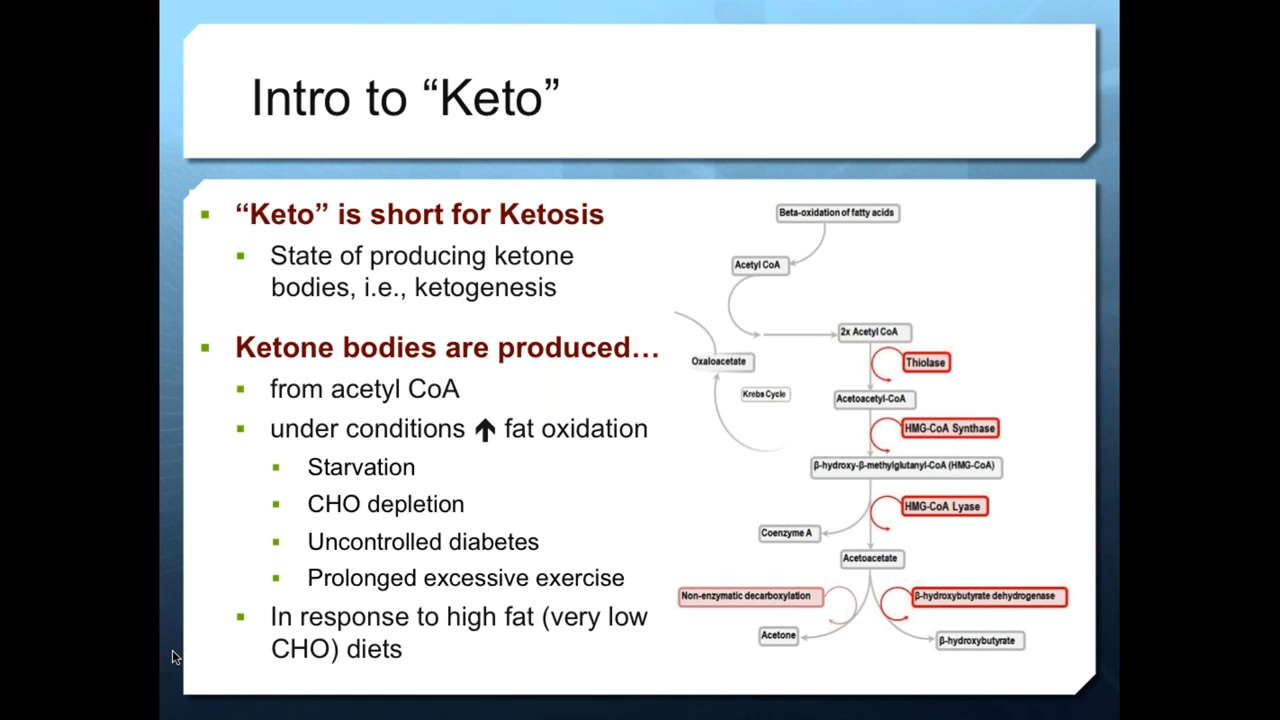 Intro to “Keto”
“Keto” is short for Ketosis
State of producing ketone
bodies, i.e., ketogenesis
Ketone bodies are produced…
from acetyl CoA
under conditions 🡅 fat oxidation
Starvation
CHO depletion
Uncontrolled diabetes
Prolonged excessive exercise
In response to high fat (very low
CHO) diets
Beta-oxidation of fatty acids
Acetyl CoA
2x Acetyl CoA
Oxaloacetate
Thiolase
Krebs Cycle
Acetoacetyl-CoA
HMG-CoA Synthase
β-hydroxy-β-methylglutanyl-CoA (HMG-CoA)
HMG-CoA Lyase
Coenzyme A
Acetoacetate
Non-enzymatic decarboxylation
β-hydroxybutyrate dehydrogenase
Acetone
β-hydroxybutyrate